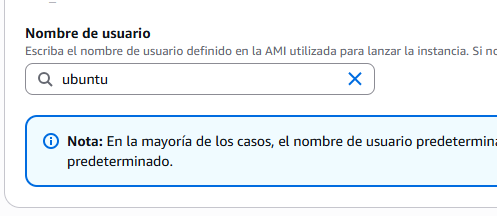 Nombre de usuario
Escriba el nombre de usuario definido en la AMI utilizada para lanzar la instancia. Si no
ubuntu
Nota: En la mayoría de los casos, el nombre de usuario predetermina
predeterminado.